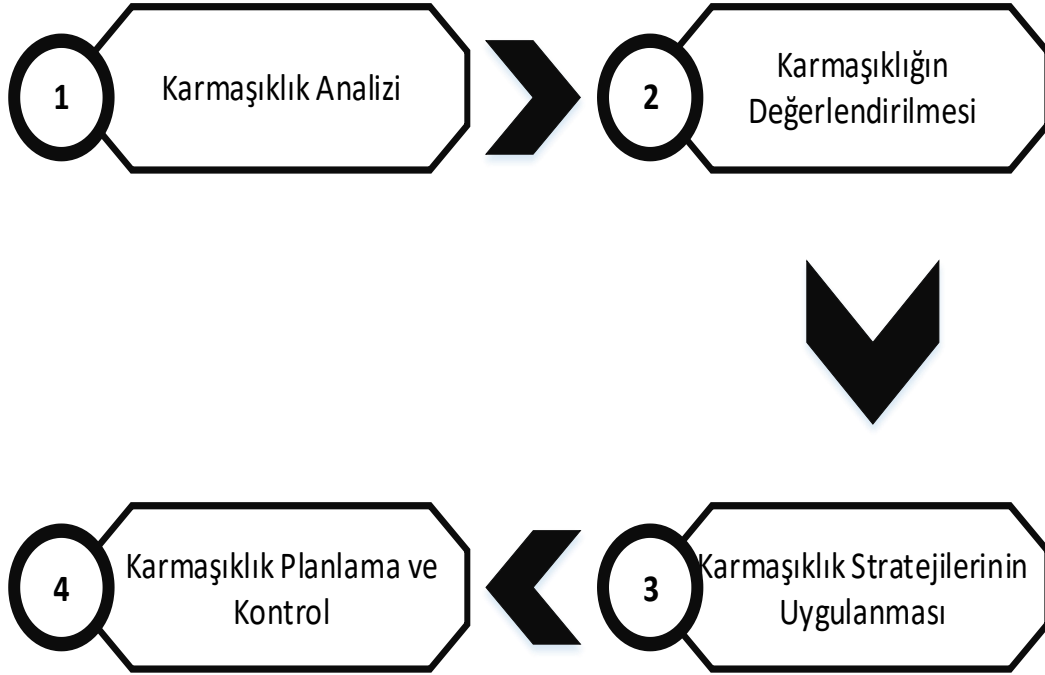 1
Karmaşıklık Analizi
2
Karmaşıklığın
Değerlendirilmesi
3
Karmaşıklık Stratejilerinin
Uygulanması
4
Karmaşıklık Planlama ve
Kontrol